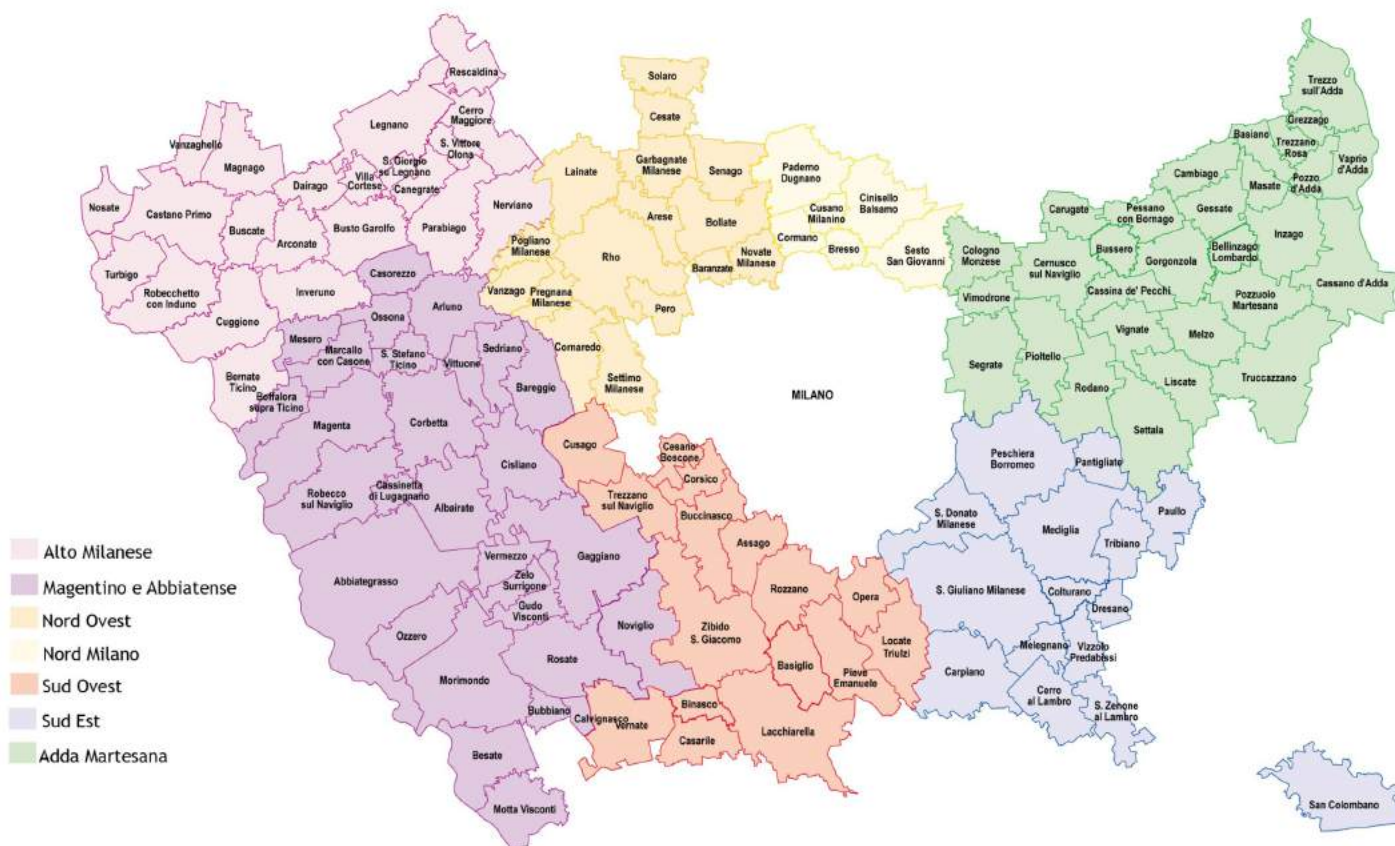 Rescaldina
Solaro
Trezzo
sull'Adda
Cerro
Maggiore
Cesate
Legnano
Grezzago
Vanzaghello
S. Vittore
Olona
Basiano
Trezzano
Rosa
Magnago
S. Giorgio
su Legnano
Garbagnate
Milanese
Senago
Paderno
Dugnano
Vaprio
d'Adda
Lainate
Cambiago
Masate
Pozzo
d'Adda
Dairago
Villa
Cortese
Canegrate
Cinisello
Balsamo
Nosate
Castano Primo
Nerviano
Arese
Bollate
Cusano
Milanino
Carugate
Pessano
con Bornago
Gessate
Buscate
Arconate
Busto Garolfo
Parabiago
Cormano
Bresso
Inzago
Turbigo
Casorezzo
Pogliano
Milanese
Rho
Baranzate
Novate
Milanese
Sesto
San Giovanni
Cologno
Monzese
Cernusco
sul Naviglio
Bussero
Gorgonzola
Bellinzago
Lombardo
Robecchetto
con Induno
Inveruno
Arluno
Vanzago
Pregnana
Milanese
Pero
Vimodrone
Cassina de' Pecchi
Pozzuolo
Martesana
Cassano d'Adda
Cuggiono
Ossona
Mesero
Marcallo
con Casone
S. Stefano
Ticino
Vittuone
Sedriano
Cornaredo
Vignate
Melzo
Bernate
Ticino
Bareggio
Settimo
Milanese
Segrate
Pioltello
Rodano
Liscate
Truccazzano
Boffalora
supra Ticino
MILANO
Magenta
Corbetta
Cusago
Settala
Cesano
Boscone
Peschiera
Borromeo
Pantigliate
Cisliano
Corsico
Robecco
sul Naviglio
Cassinetta
di Lugagnano
Albairate
Trezzano
sul Naviglio
Buccinasco
S. Donato
Milanese
Mediglia
Paullo
Assago
Tribiano
Vermezzo
Gaggiano
Abbiategrasso
Zelo
Surrigone
Rozzano
Opera
S. Giuliano Milanese
Colturano
Dresano
Gudo
Visconti
Noviglio
Zibido
S. Giacomo
Ozzero
Locate
Triulzi
Melegnano
Vizzolo
Predabissi
Rosate
Basiglio
Pieve
Emanuele
Carpiano
Morimondo
Cerro
al Lambro
S. Zenone
al Lambro
Bubbiano
Calvignasco
Vernate
Binasco
Lacchiarella
Casarile
Besate
Motta Visconti
San Colombano
Alto Milanese
Magentino e Abbiatense
Nord Ovest
Nord Milano
Sud Ovest
Sud Est
Adda Martesana